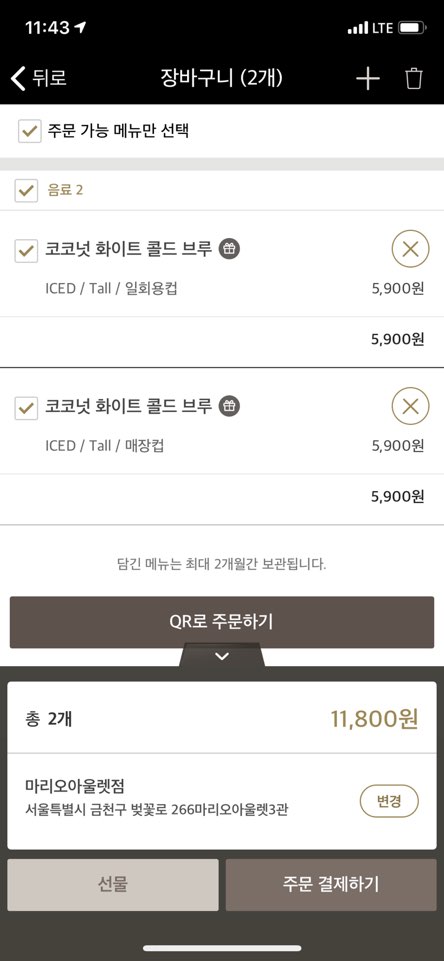 11:43
LTE
뒤로
장바구니 (2개)
주문 가능 메뉴만 선택
음료 2
코코넛 화이트 콜드 브루
ICED / Tall / 일회용컵
5,900원
5,900원
코코넛 화이트 콜드 브루
ICED / Tall / 매장컵
5,900원
5,900원
담긴 메뉴는 최대 2개월간 보관됩니다.
QR로 주문하기
총 2개
11,800원
마리오아울렛점
서울특별시 금천구 벚꽃로 266마리오아울렛3관
변경
선물
주문 결제하기